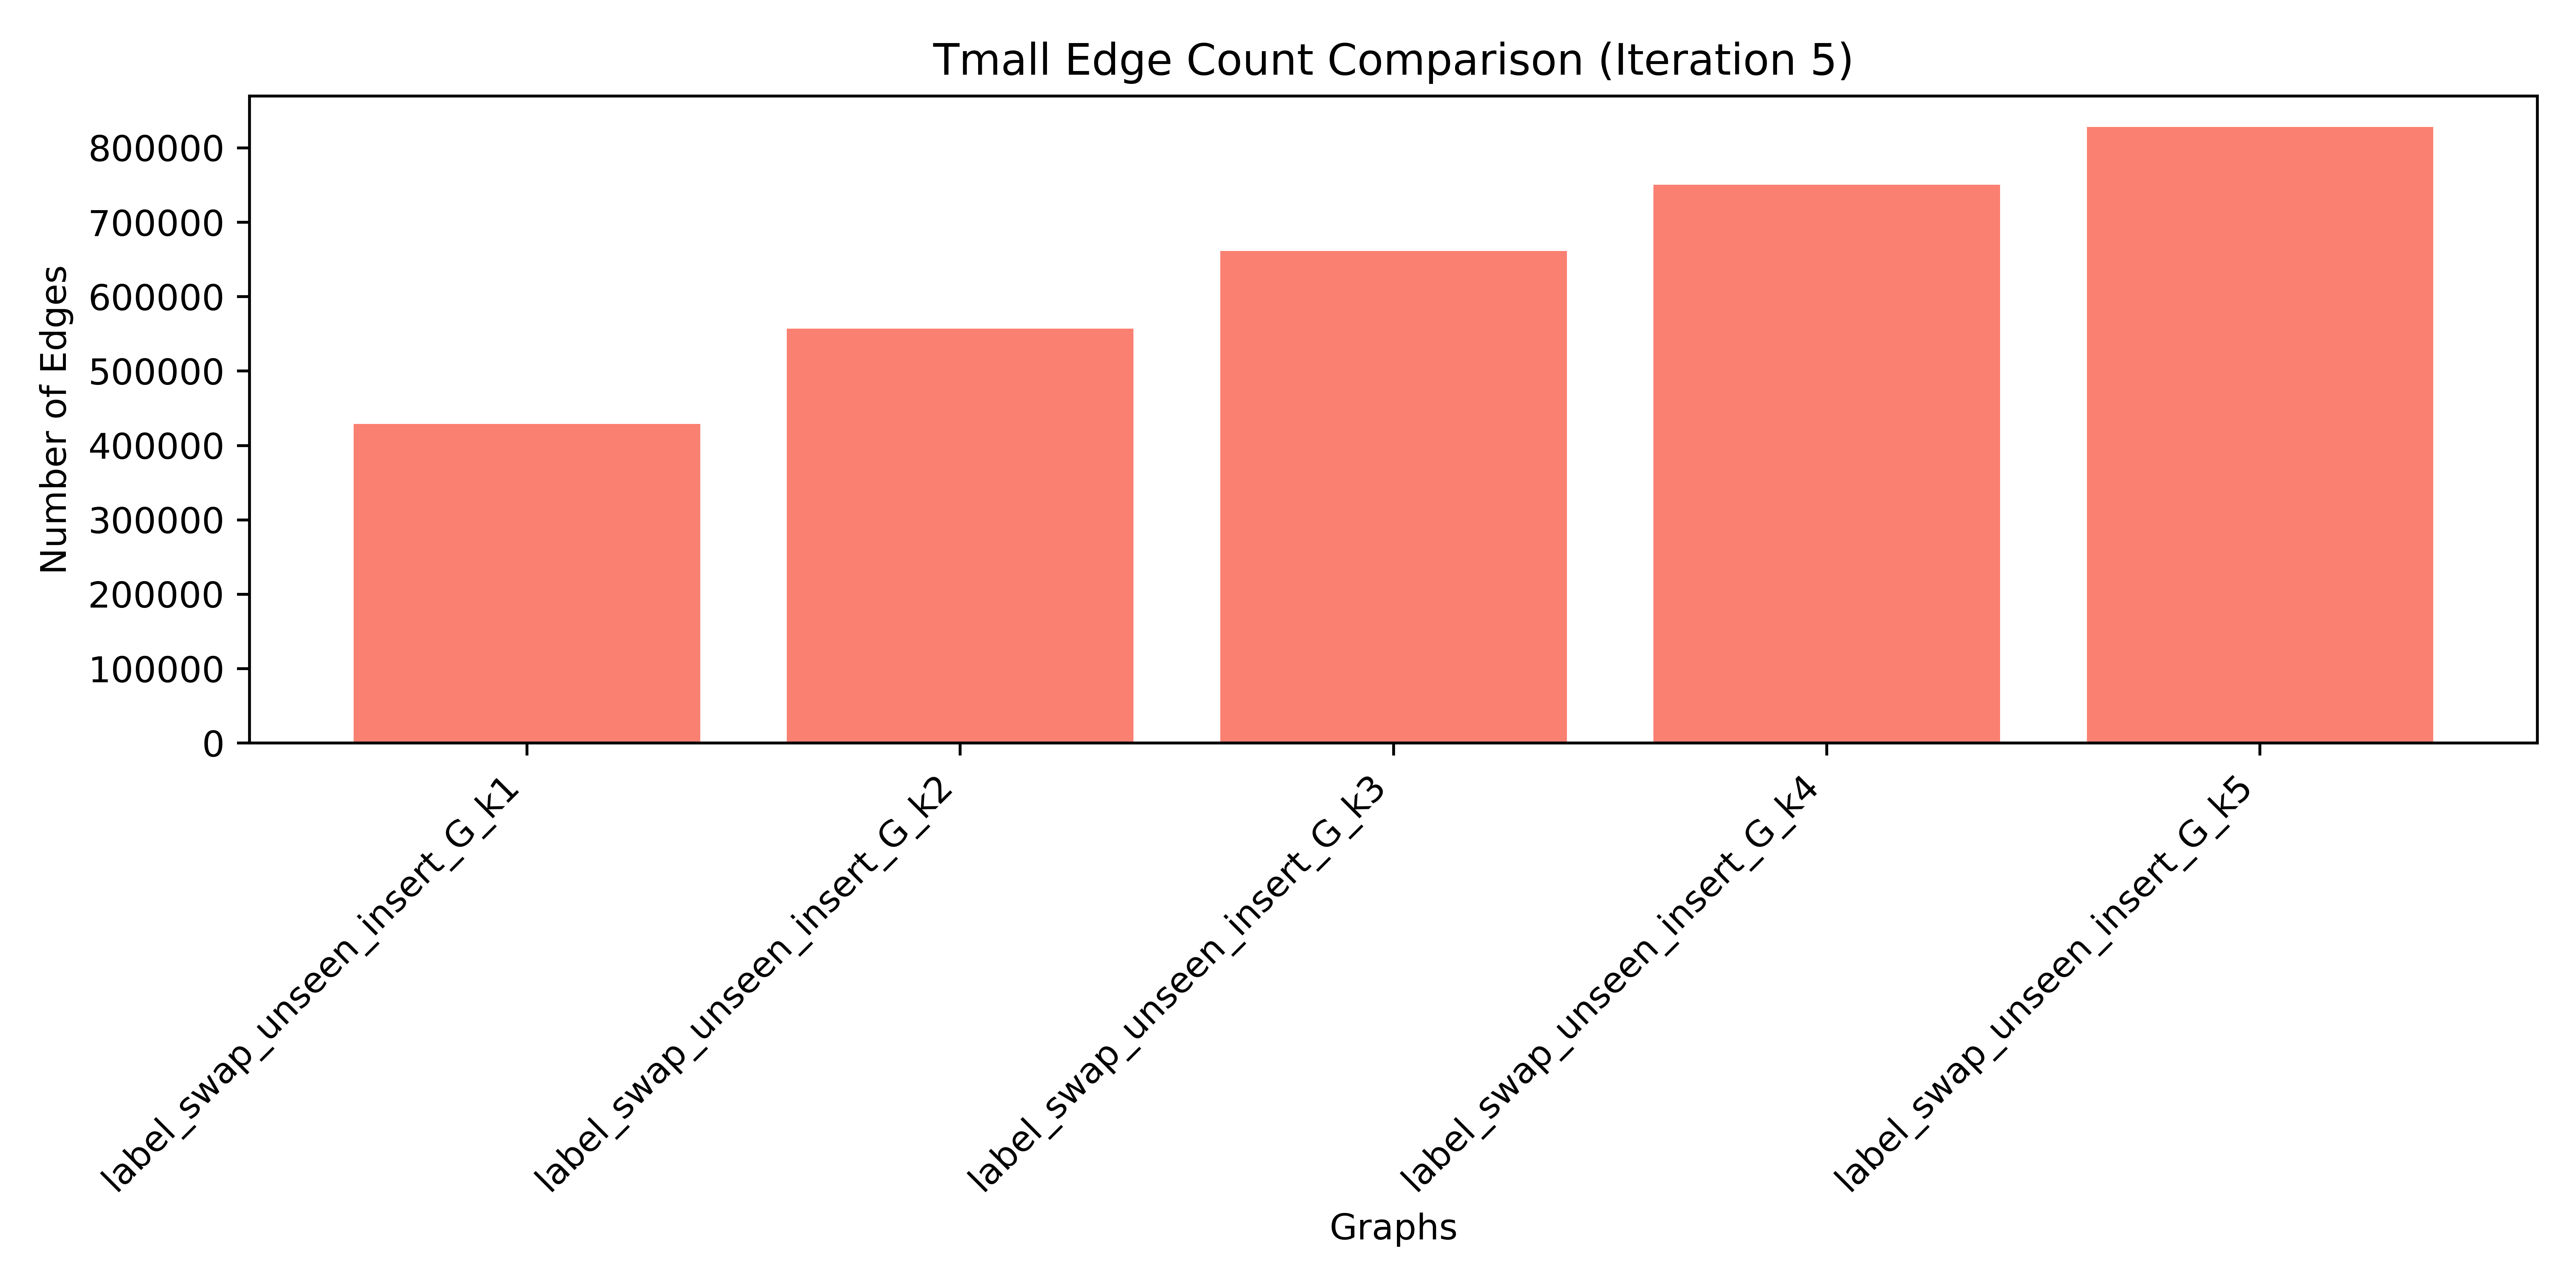 Tmall Edge Count Comparison (Iteration 5)
Number of Edges
800000
700000
600000
500000
400000
300000
200000
100000
0
label_swap_unseen_insert_G_k1
label_swap_unseen_insert_G_k2
label_swap_unseen_insert_G_k3
label_swap_unseen_insert_G_k4
label_swap_unseen_insert_G_k5
Graphs